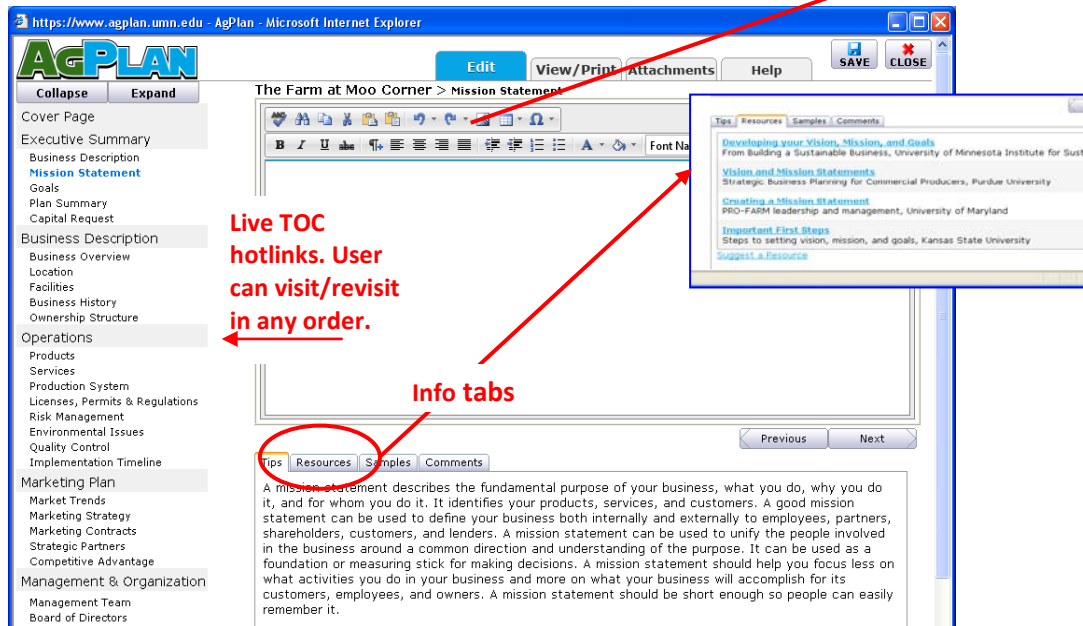 https://www.agplan.umn.edu - AgPlan - Microsoft Internet Explorer
AGPLAN
Edit
View/Print
Attachments
Help
SAVE
CLOSE
Collapse
Expand
The Farm at Moo Corner > Mission Statement
Cover Page
Executive Summary
Business Description
Mission Statement
Goals
Plan Summary
Capital Request
Business Description
Business Overview
Location
Facilities
Business History
Ownership Structure
Operations
Products
Services
Production System
Licenses, Permits & Regulations
Risk Management
Environmental Issues
Quality Control
Implementation Timeline
Marketing Plan
Market Trends
Marketing Strategy
Marketing Contracts
Strategic Partners
Competitive Advantage
Management & Organization
Management Team
Board of Directors
B I U abc A Font Na
Live TOC
hotlinks. User
can visit/revisit
in any order.
Info tabs
Tips Resources Samples Comments
Developing your Vision, Mission, and Goals
From Building a Sustainable Business, University of Minnesota Institute for Sust
Vision and Mission Statements
Strategic Business Planning for Commercial Producers, Purdue University
Creating a Mission Statement
PRO-FARM leadership and management, University of Maryland
Important First Steps
Steps to setting vision, mission, and goals, Kansas State University
Suggest a Resource
Previous
Next
Tips Resources Samples Comments
A mission statement describes the fundamental purpose of your business, what you do, why you do
it, and for whom you do it. It identifies your products, services, and customers. A good mission
statement can be used to define your business both internally and externally to employees, partners,
shareholders, customers, and lenders. A mission statement can be used to unify the people involved
in the business around a common direction and understanding of the purpose. It can be used as a
foundation or measuring stick for making decisions. A mission statement should help you focus less on
what activities you do in your business and more on what your business will accomplish for its
customers, employees, and owners. A mission statement should be short enough so people can easily
remember it.